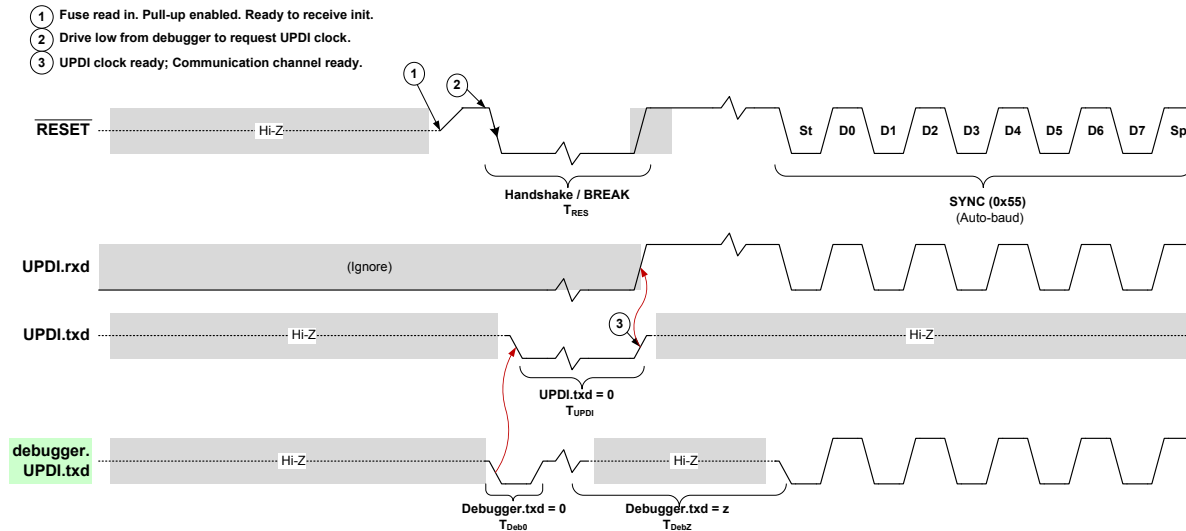 1 Fuse read in. Pull-up enabled. Ready to receive init.
2 Drive low from debugger to request UPDI clock.
3 UPDI clock ready; Communication channel ready.
1
2
RESET
Hi-Z
St D0 D1 D2 D3 D4 D5 D6 D7 Sp
Handshake / BREAK
TRES
SYNC (0x55)
(Auto-baud)
UPDI.rxd
(Ignore)
3
UPDI.txd
Hi-Z
Hi-Z
UPDI.txd = 0
TUPDI
debugger.
UPDI.txd
Hi-Z
Hi-Z
Debugger.txd = 0
TDeb0
Debugger.txd = z
TDebZ